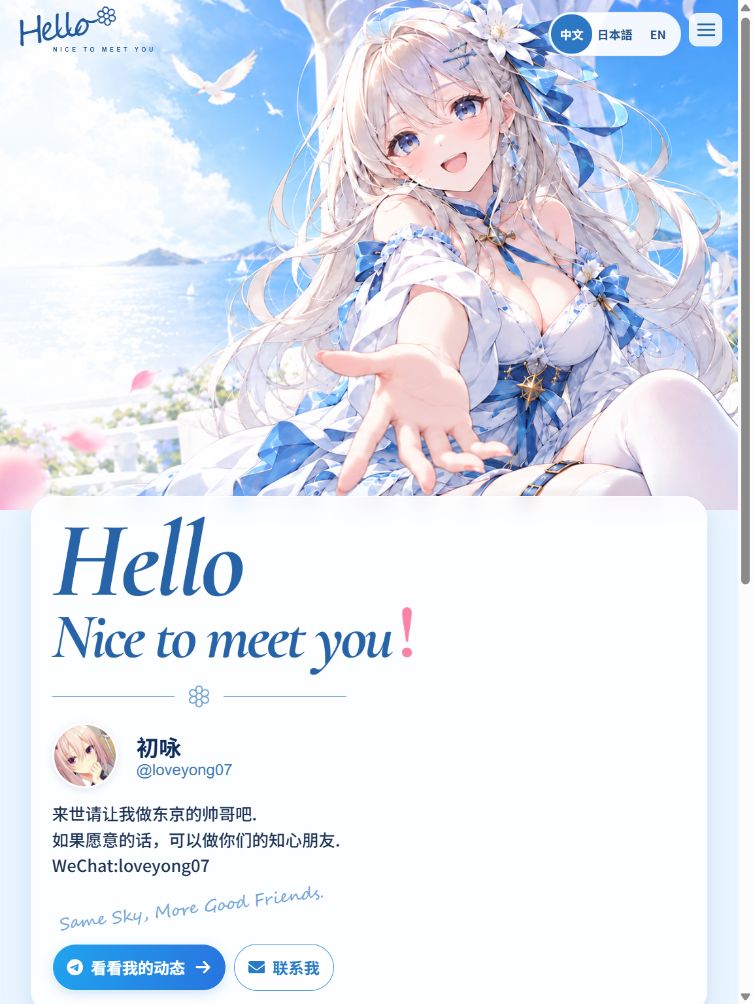 Hello
NICE TO MEET YOU
中文 日本語 EN
Hello
Nice to meet you!
初咏
@loveyong07
来世请让我做东京的帅哥吧.
如果愿意的话，可以做你们的知心朋友.
WeChat:loveyong07
Same Sky, More Good Friends.
看看我的动态
联系我